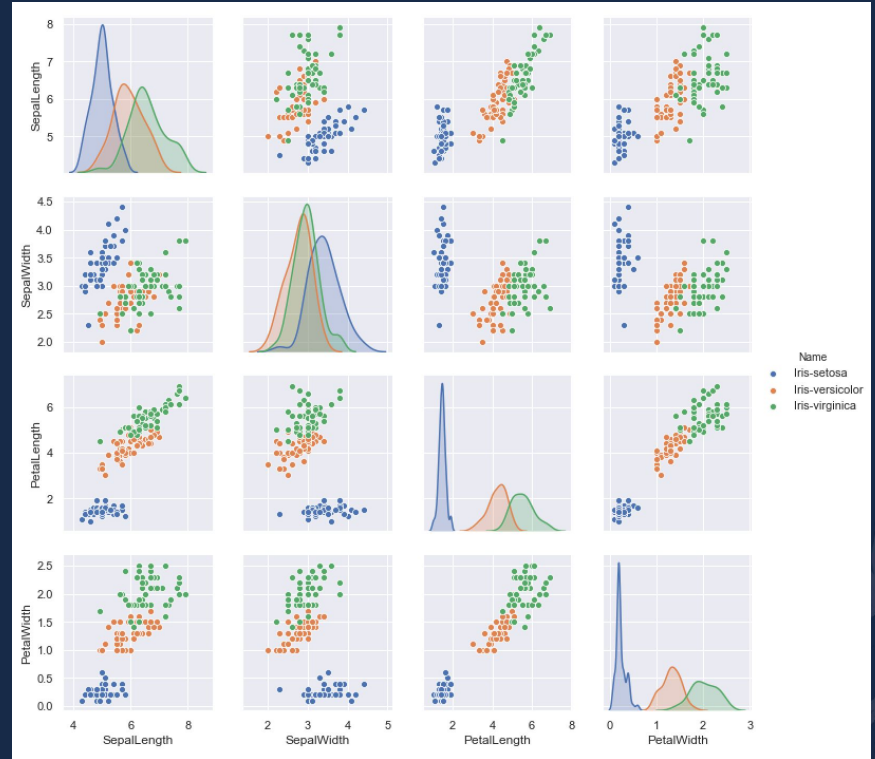 8
7
6
5
SepalLength
4.5
4.0
3.5
3.0
2.5
2.0
SepalWidth
Name
Iris-setosa
Iris-versicolor
Iris-virginica
6
4
2
PetalLength
2.5
2.0
1.5
1.0
0.5
0.0
PetalWidth
4 6 8 2 3 4 5 2 4 6 8 0 1 2 3
SepalLength SepalWidth PetalLength PetalWidth